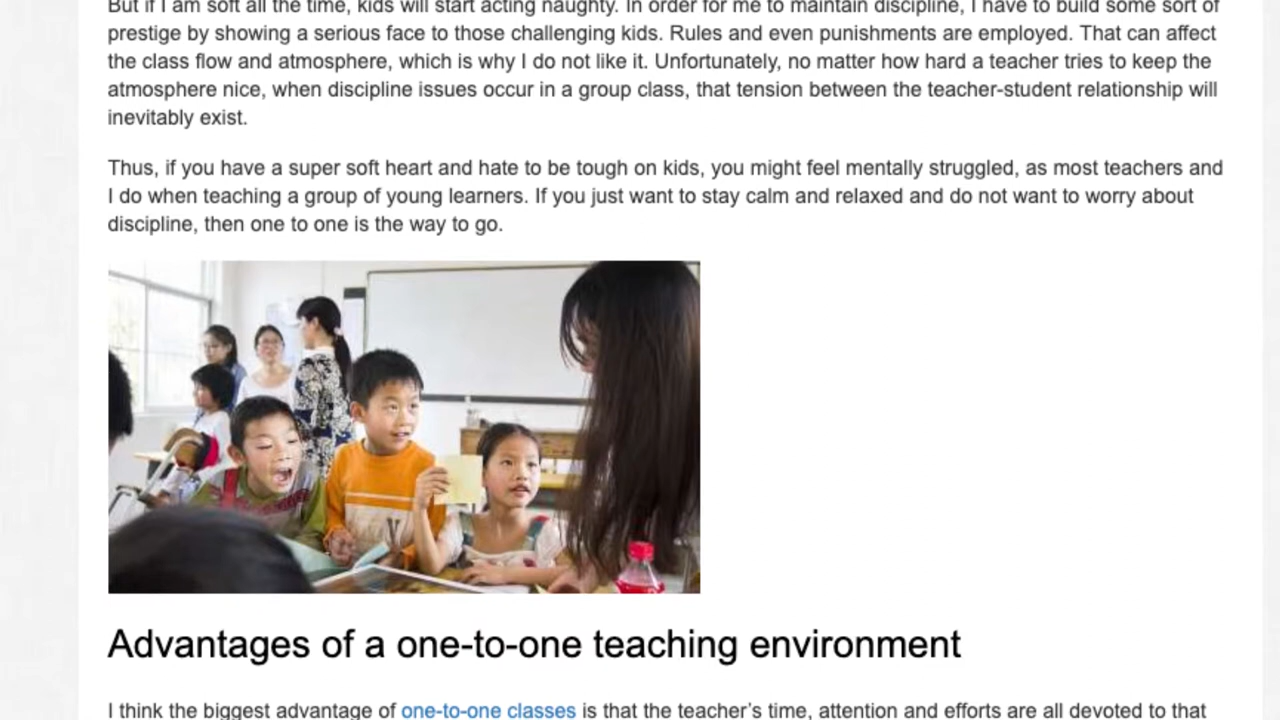 But if I am soft all the time, kids will start acting naughty. In order for me to maintain discipline, I have to build some sort of
prestige by showing a serious face to those challenging kids. Rules and even punishments are employed. That can affect
the class flow and atmosphere, which is why I do not like it. Unfortunately, no matter how hard a teacher tries to keep the
atmosphere nice, when discipline issues occur in a group class, that tension between the teacher-student relationship will
inevitably exist.
Thus, if you have a super soft heart and hate to be tough on kids, you might feel mentally struggled, as most teachers and
I do when teaching a group of young learners. If you just want to stay calm and relaxed and do not want to worry about
discipline, then one to one is the way to go.
Advantages of a one-to-one teaching environment
I think the biggest advantage of one-to-one classes is that the teacher’s time, attention and efforts are all devoted to that